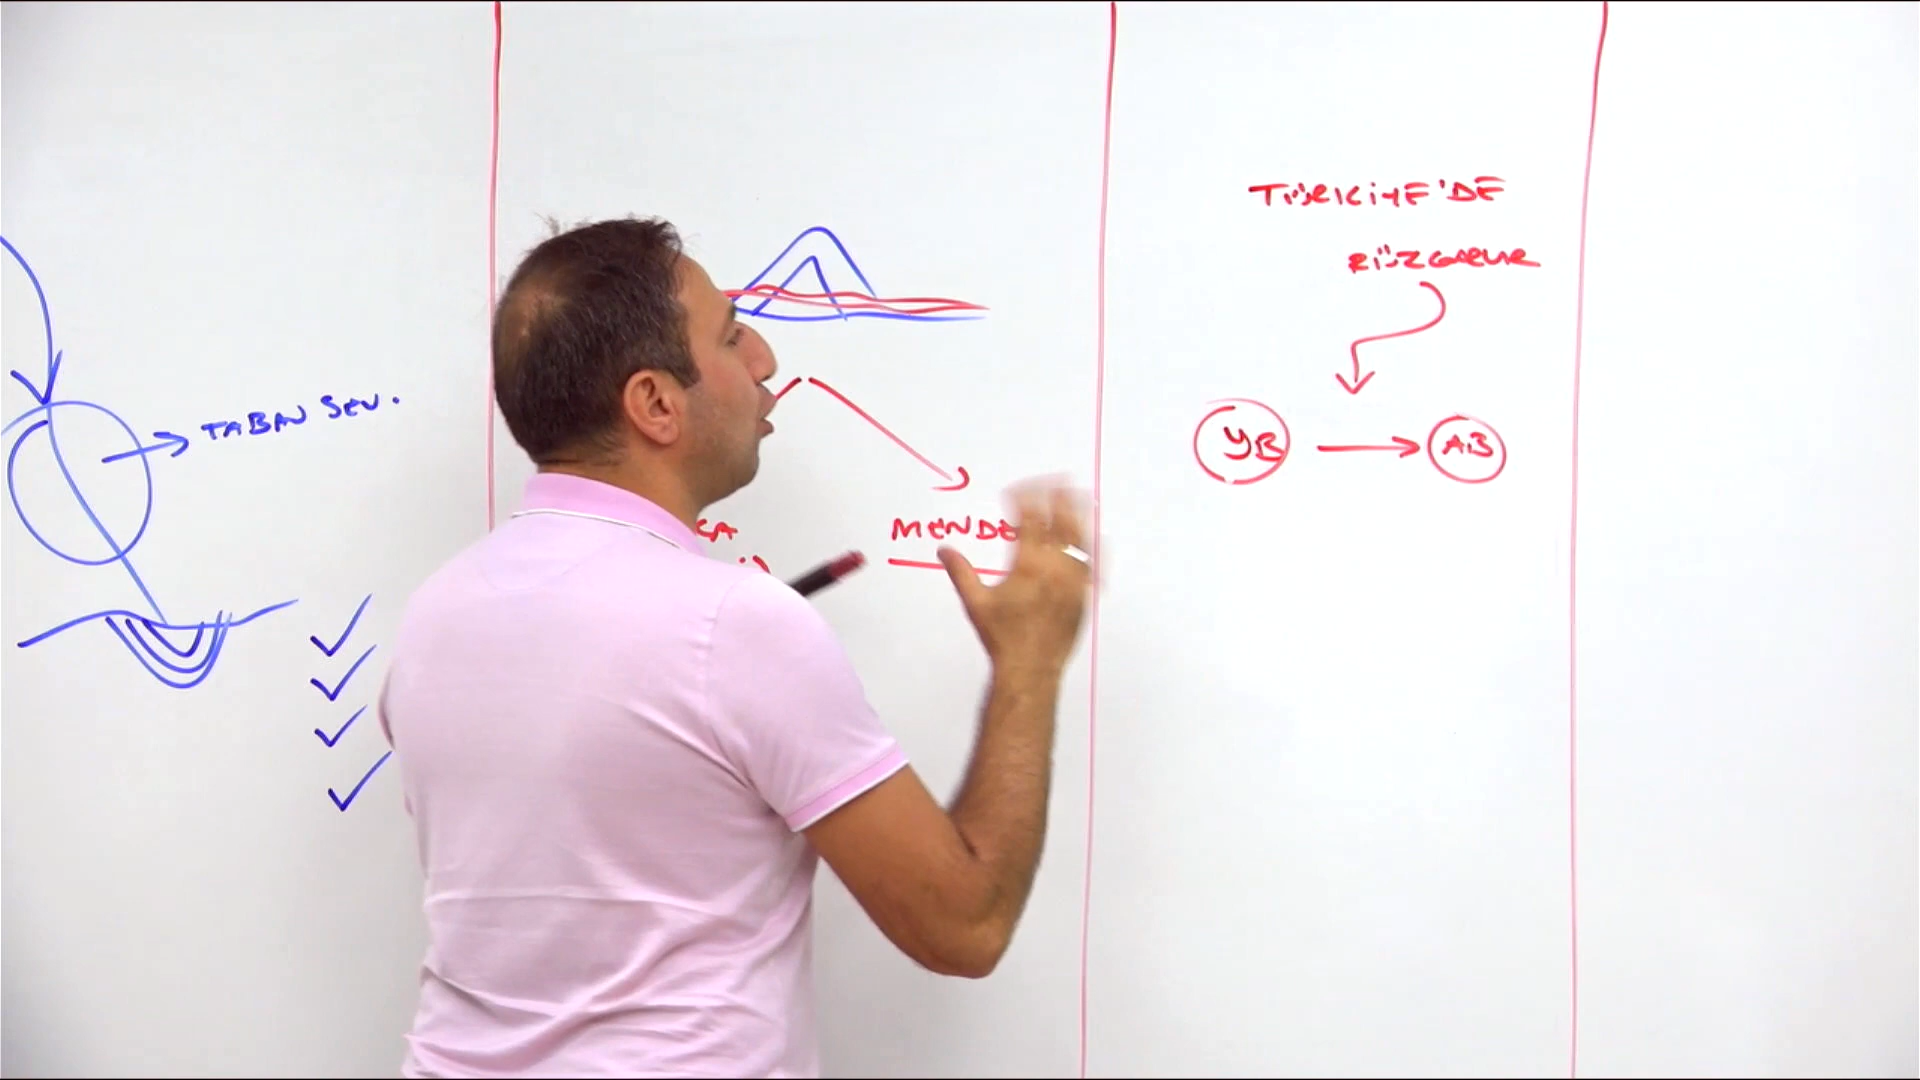 TABAN SEV.
MENDE
TÜRKİYE'DE
RÜZGARLAR
YB → AB